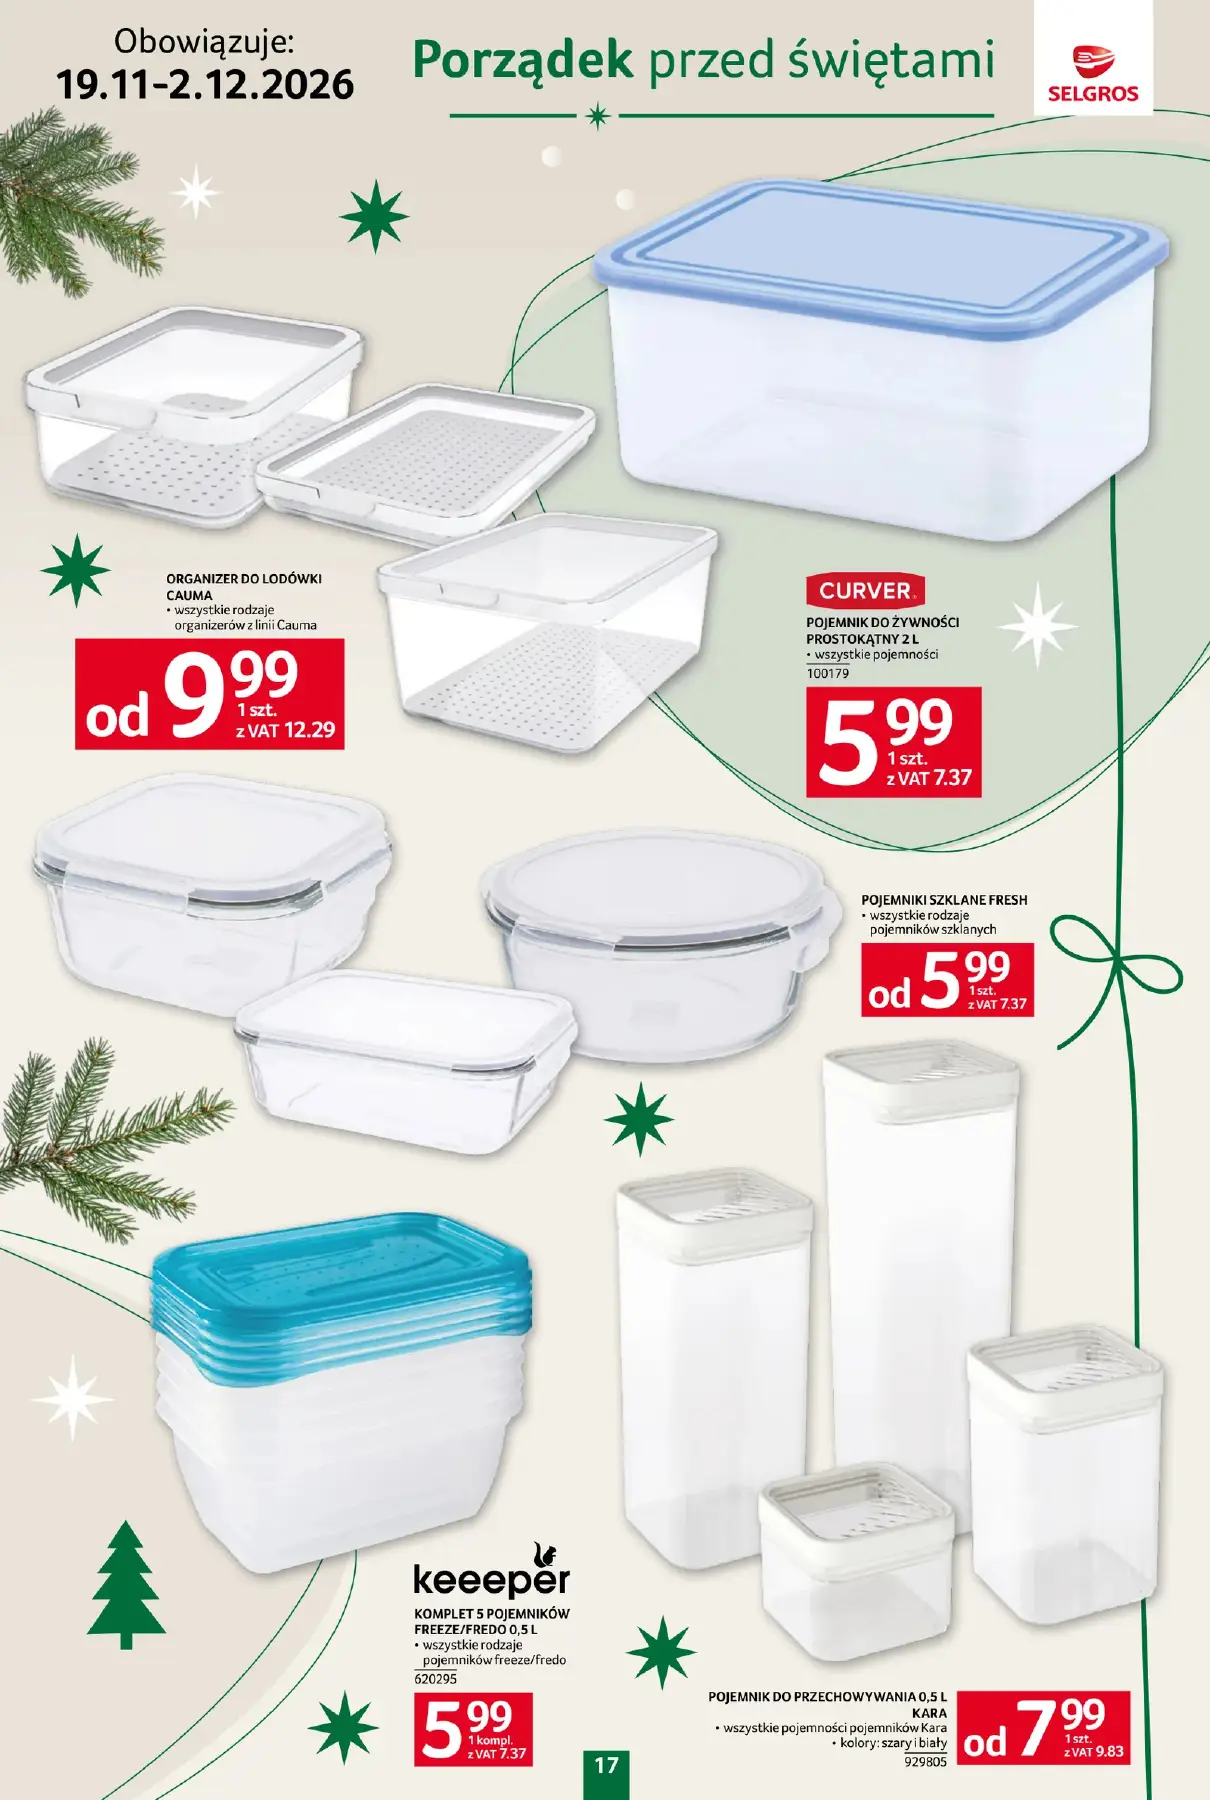 Obowiązuje:
19.11-2.12.2026
Porządek przed świętami
SELGROS
ORGANIZER DO LODÓWKI
CAUMA
• wszystkie rodzaje
organizerów z linii Cauma
od 9 99
1 szt.
z VAT 12.29
CURVER
POJEMNIK DO ŻYWNOŚCI
PROSTOKĄTNY 2 L
• wszystkie pojemności
100179
5 99
1 szt.
z VAT 7.37
POJEMNIKI SZKLANE FRESH
• wszystkie rodzaje
pojemników szklanych
od 5 99
1 szt.
z VAT 7.37
keeeper
KOMPLET 5 POJEMNIKÓW
FREEZE/FREDO 0,5 L
• wszystkie rodzaje
pojemników freeze/fredo
620295
5 99
1 kompl.
z VAT 7.37
POJEMNIK DO PRZECHOWYWANIA 0,5 L
KARA
• wszystkie pojemności pojemników Kara
• kolory: szary i biały
929805
od 7 99
1 szt.
z VAT 9.83
17